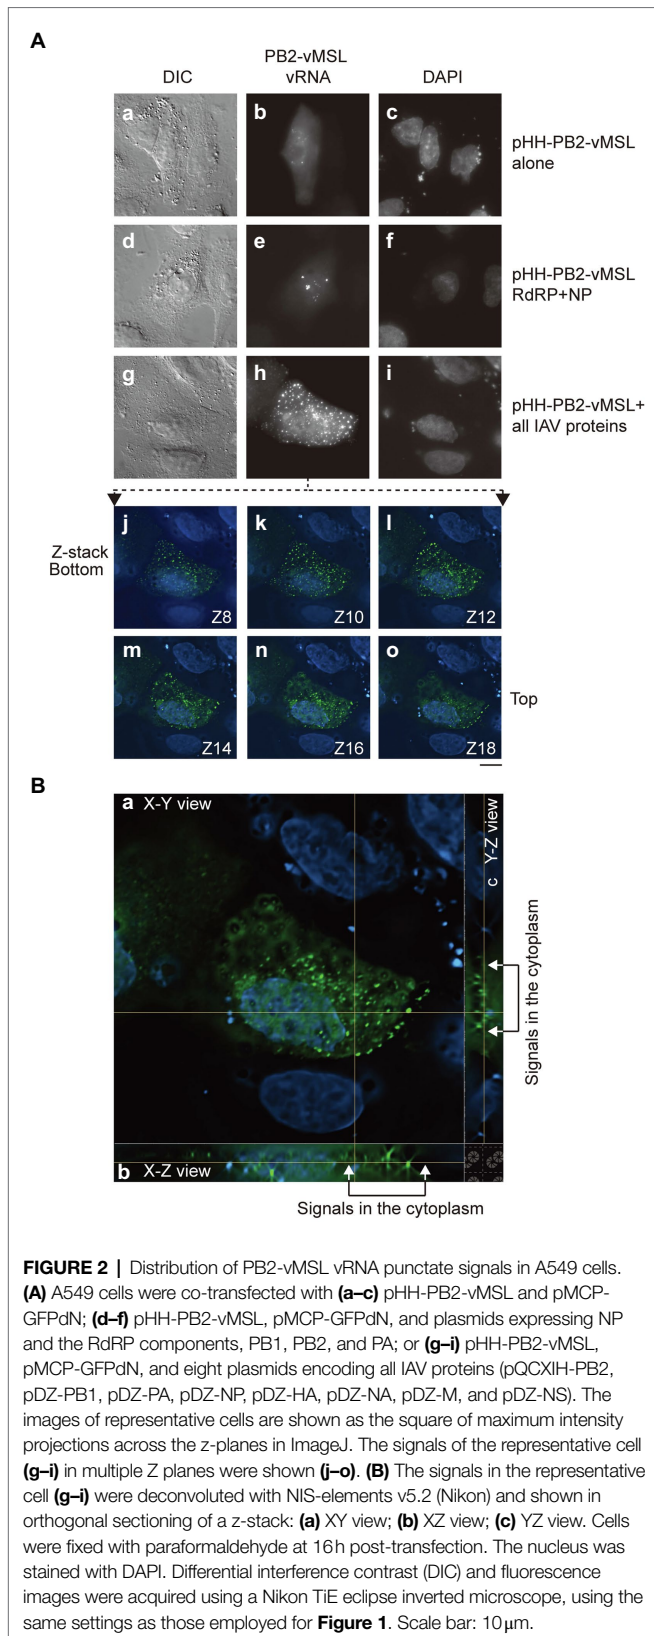 A
DIC
PB2-vMSL
vRNA
DAPI
a
b
c
pHH-PB2-vMSL
alone
d
e
f
pHH-PB2-vMSL
RdRP+NP
g
h
i
pHH-PB2-vMSL+
all IAV proteins
Z-stack
Bottom
j
Z8
k
Z10
l
Z12
m
Z14
n
Z16
o
Z18
Top
B
a X-Y view
c Y-Z view
Signals in the cytoplasm
b X-Z view
Signals in the cytoplasm
FIGURE 2 | Distribution of PB2-vMSL vRNA punctate signals in A549 cells.
(A) A549 cells were co-transfected with (a–c) pHH-PB2-vMSL and pMCP-
GFPdN; (d–f) pHH-PB2-vMSL, pMCP-GFPdN, and plasmids expressing NP
and the RdRP components, PB1, PB2, and PA; or (g–i) pHH-PB2-vMSL,
pMCP-GFPdN, and eight plasmids encoding all IAV proteins (pQCXIH-PB2,
pDZ-PB1, pDZ-PA, pDZ-NP, pDZ-HA, pDZ-NA, pDZ-M, and pDZ-NS). The
images of representative cells are shown as the square of maximum intensity
projections across the z-planes in ImageJ. The signals of the representative cell
(g–i) in multiple Z planes were shown (j–o). (B) The signals in the representative
cell (g–i) were deconvoluted with NIS-elements v5.2 (Nikon) and shown in
orthogonal sectioning of a z-stack: (a) XY view; (b) XZ view; (c) YZ view. Cells
were fixed with paraformaldehyde at 16 h post-transfection. The nucleus was
stained with DAPI. Differential interference contrast (DIC) and fluorescence
images were acquired using a Nikon TiE eclipse inverted microscope, using the
same settings as those employed for Figure 1. Scale bar: 10 μm.